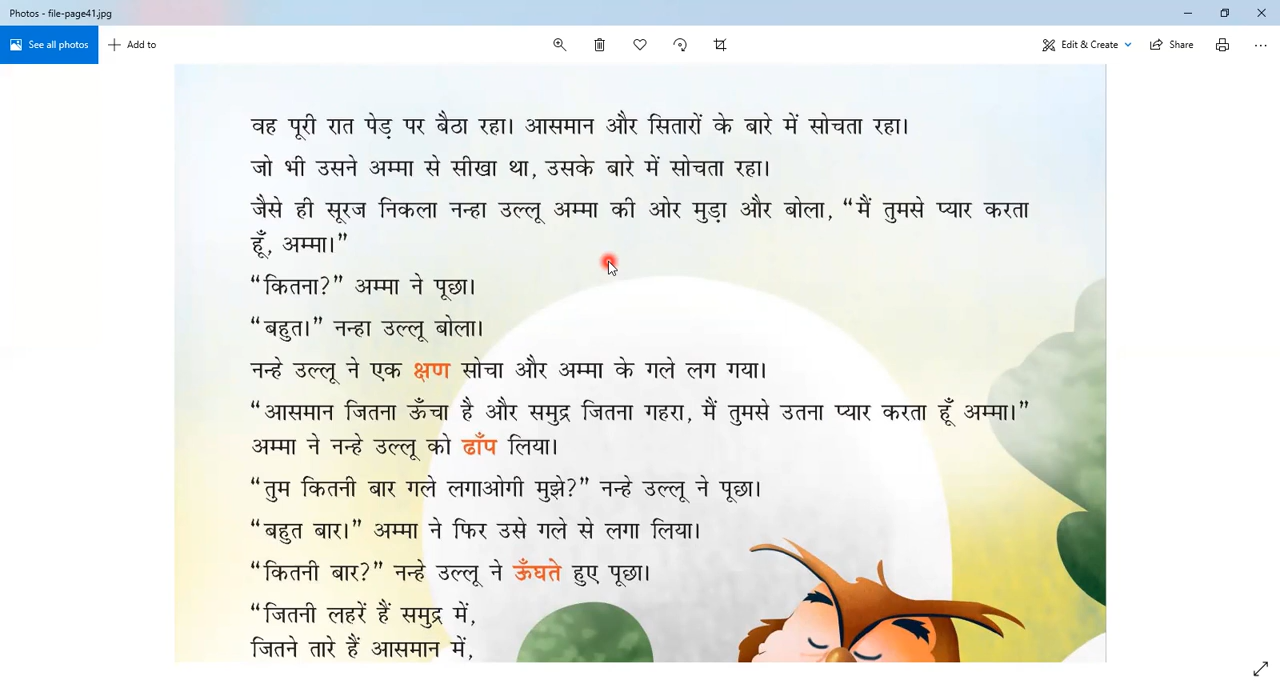 Photos - file-page41.jpg
See all photos
Add to
Edit & Create
Share
वह पूरी रात पेड़ पर बैठा रहा। आसमान और सितारों के बारे में सोचता रहा।
जो भी उसने अम्मा से सीखा था, उसके बारे में सोचता रहा।
जैसे ही सूरज निकला नन्हा उल्लू अम्मा की ओर मुड़ा और बोला, “मैं तुमसे प्यार करता
हूँ, अम्मा।”
“कितना?” अम्मा ने पूछा।
“बहुत।” नन्हा उल्लू बोला।
नन्हे उल्लू ने एक क्षण सोचा और अम्मा के गले लग गया।
“आसमान जितना ऊँचा है और समुद्र जितना गहरा, मैं तुमसे उतना प्यार करता हूँ अम्मा।”
अम्मा ने नन्हे उल्लू को ढाँप लिया।
“तुम कितनी बार गले लगाओगी मुझे?” नन्हे उल्लू ने पूछा।
“बहुत बार।” अम्मा ने फिर उसे गले से लगा लिया।
“कितनी बार?” नन्हे उल्लू ने ऊँघते हुए पूछा।
“जितनी लहरें हैं समुद्र में,
जितने तारे हैं आसमान में,